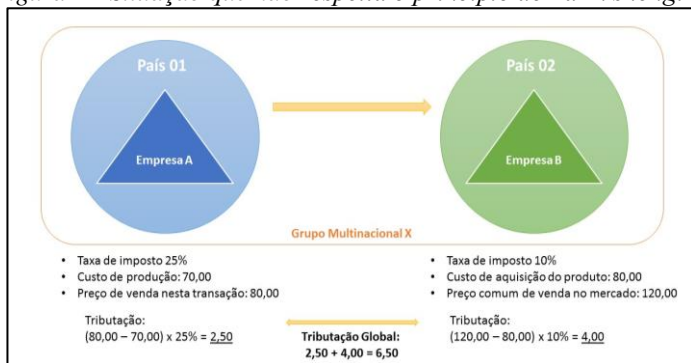 País 01
País 02
Empresa A
Empresa B
Grupo Multinacional X
• Taxa de imposto 25%
• Custo de produção: 70,00
• Preço de venda nesta transação: 80,00
Tributação:
(80,00 – 70,00) x 25% = 2,50
Tributação Global:
2,50 + 4,00 = 6,50
• Taxa de imposto 10%
• Custo de aquisição do produto: 80,00
• Preço comum de venda no mercado: 120,00
Tributação:
(120,00 – 80,00) x 10% = 4,00